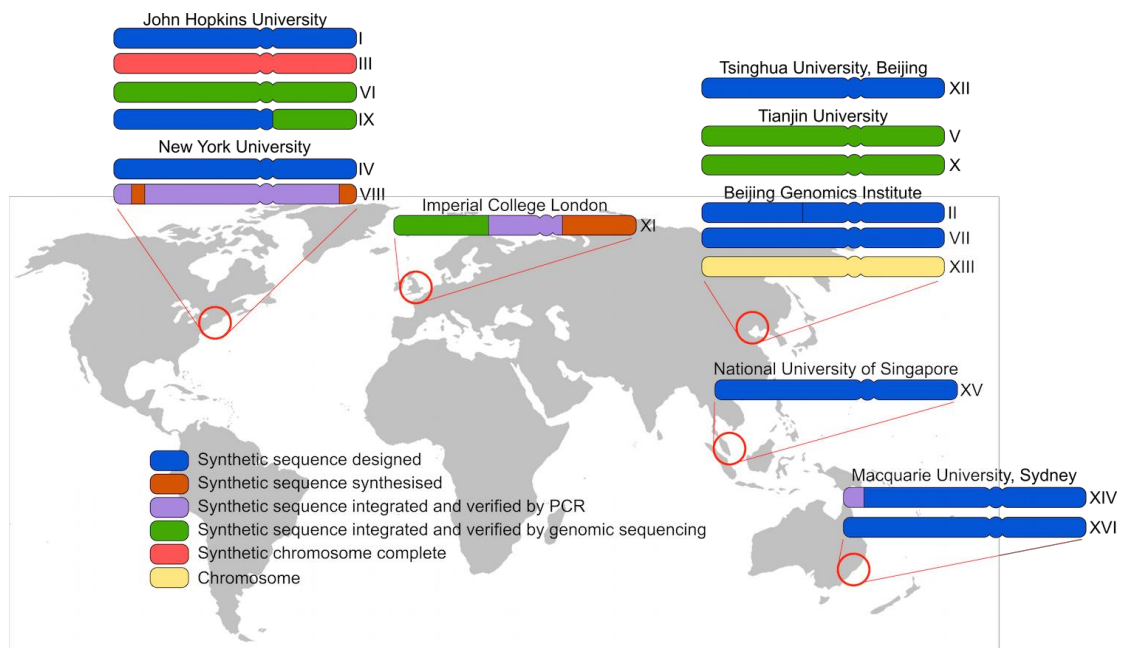 John Hopkins University
I
III
VI
IX
New York University
IV
VIII
Imperial College London
XI
Tsinghua University, Beijing
XII
Tianjin University
V
X
Beijing Genomics Institute
II
VII
XIII
National University of Singapore
XV
Macquarie University, Sydney
XIV
XVI
Synthetic sequence designed
Synthetic sequence synthesised
Synthetic sequence integrated and verified by PCR
Synthetic sequence integrated and verified by genomic sequencing
Synthetic chromosome complete
Chromosome